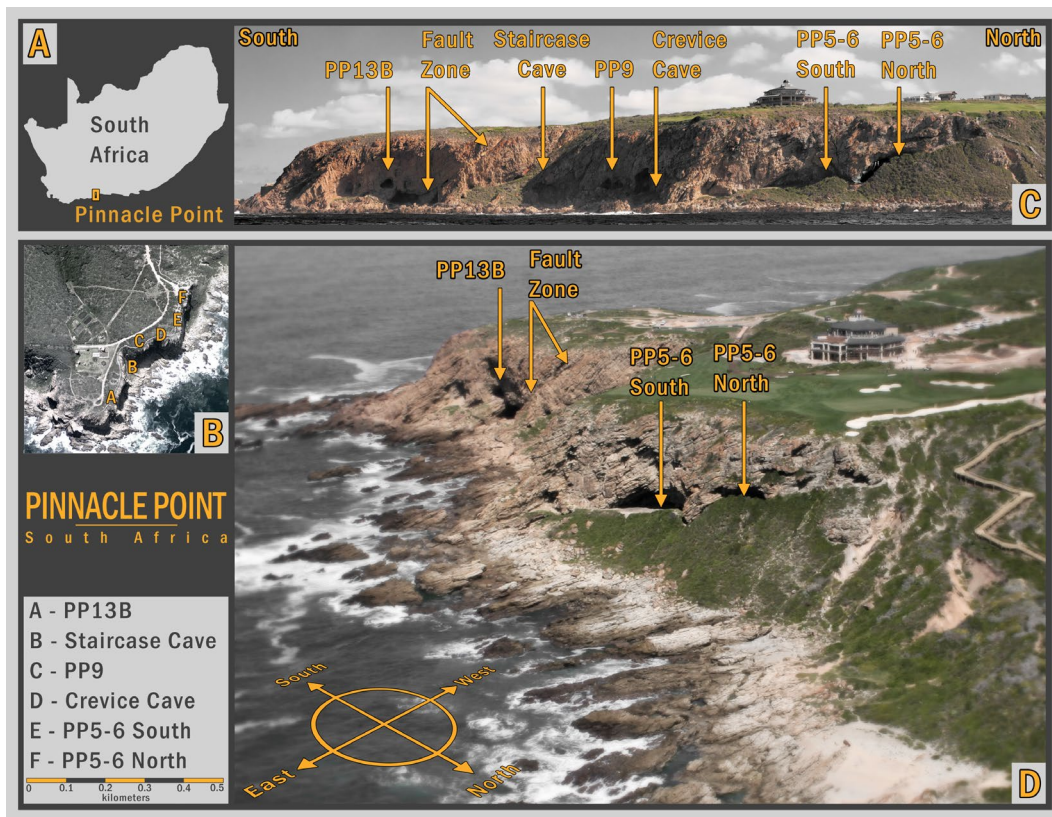 A
South
Africa
Pinnacle Point
South
North
PP13B
Fault
Zone
Staircase
Cave
PP9
Crevice
Cave
PP5-6
South
PP5-6
North
C
F
E
D
C
B
A
B
PINNACLE POINT
South Africa
A - PP13B
B - Staircase Cave
C - PP9
D - Crevice Cave
E - PP5-6 South
F - PP5-6 North
0 0.1 0.2 0.3 0.4 0.5
kilometers
PP13B
Fault
Zone
PP5-6
South
PP5-6
North
South
West
East
North
D